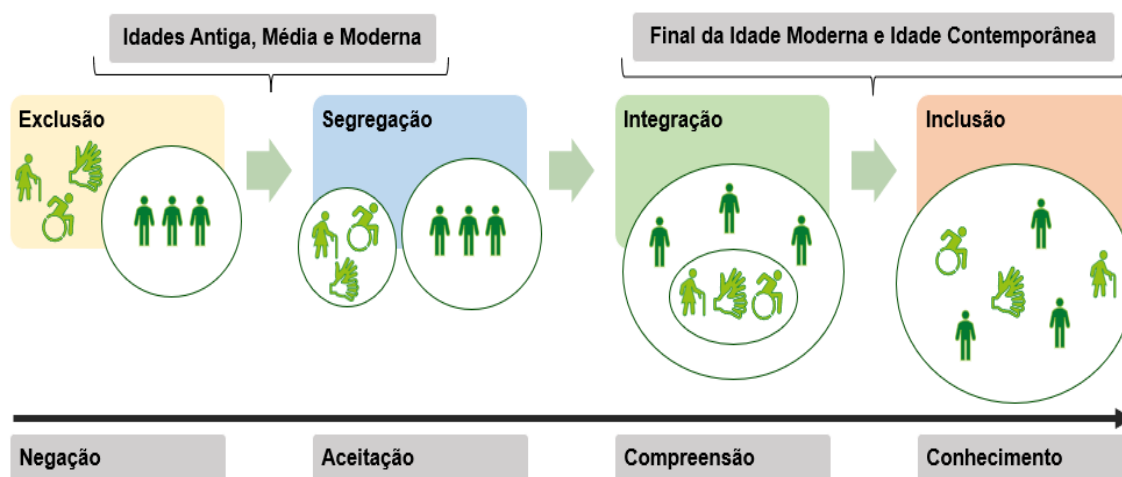 Idades Antiga, Média e Moderna
Final da Idade Moderna e Idade Contemporânea
Exclusão
Segregação
Integração
Inclusão
Negação
Aceitação
Compreensão
Conhecimento